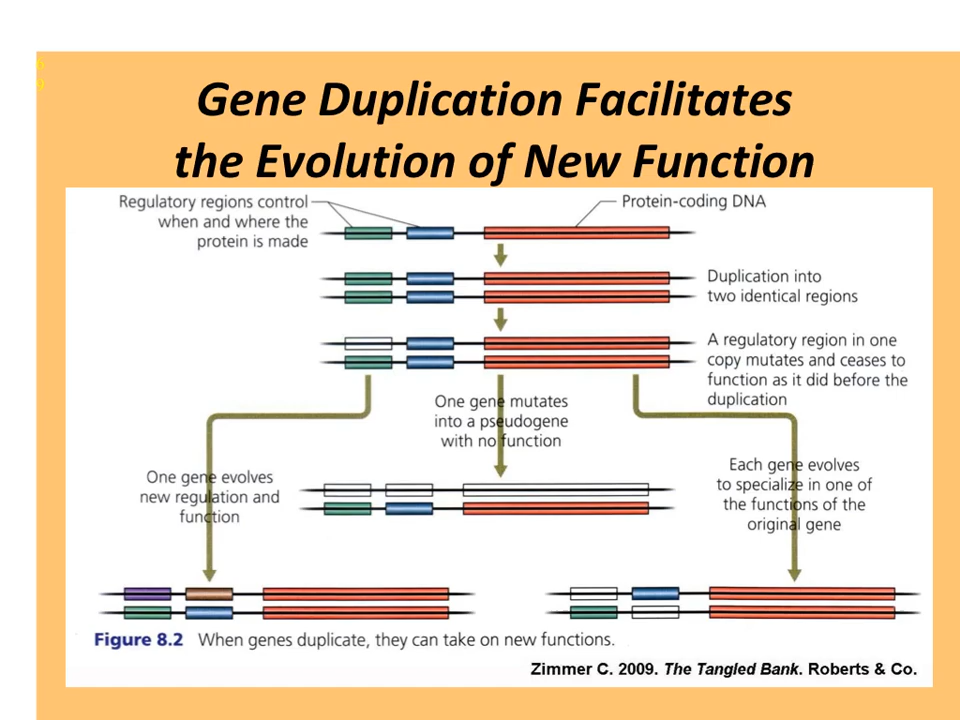 Gene Duplication Facilitates
the Evolution of New Function
Regulatory regions control
when and where the
protein is made
Protein-coding DNA
Duplication into
two identical regions
A regulatory region in one
copy mutates and ceases to
function as it did before the
duplication
One gene mutates
into a pseudogene
with no function
One gene evolves
new regulation and
function
Each gene evolves
to specialize in one of
the functions of the
original gene
Figure 8.2 When genes duplicate, they can take on new functions.
Zimmer C. 2009. The Tangled Bank. Roberts & Co.